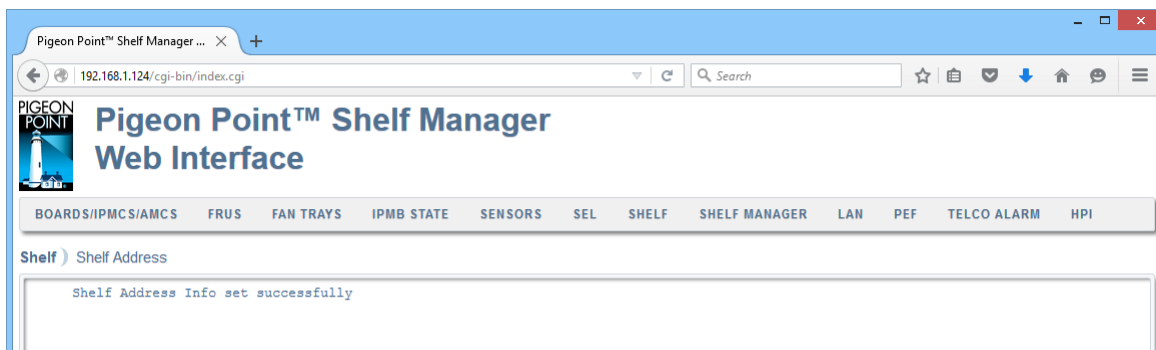 Pigeon Point™ Shelf Manager ...
192.168.1.124/cgi-bin/index.cgi
Search
PIGEON
POINT
Pigeon Point™ Shelf Manager
Web Interface
BOARDS/IPMCS/AMCS FRUS FAN TRAYS IPMB STATE SENSORS SEL SHELF SHELF MANAGER LAN PEF TELCO ALARM HPI
Shelf ) Shelf Address
Shelf Address Info set successfully